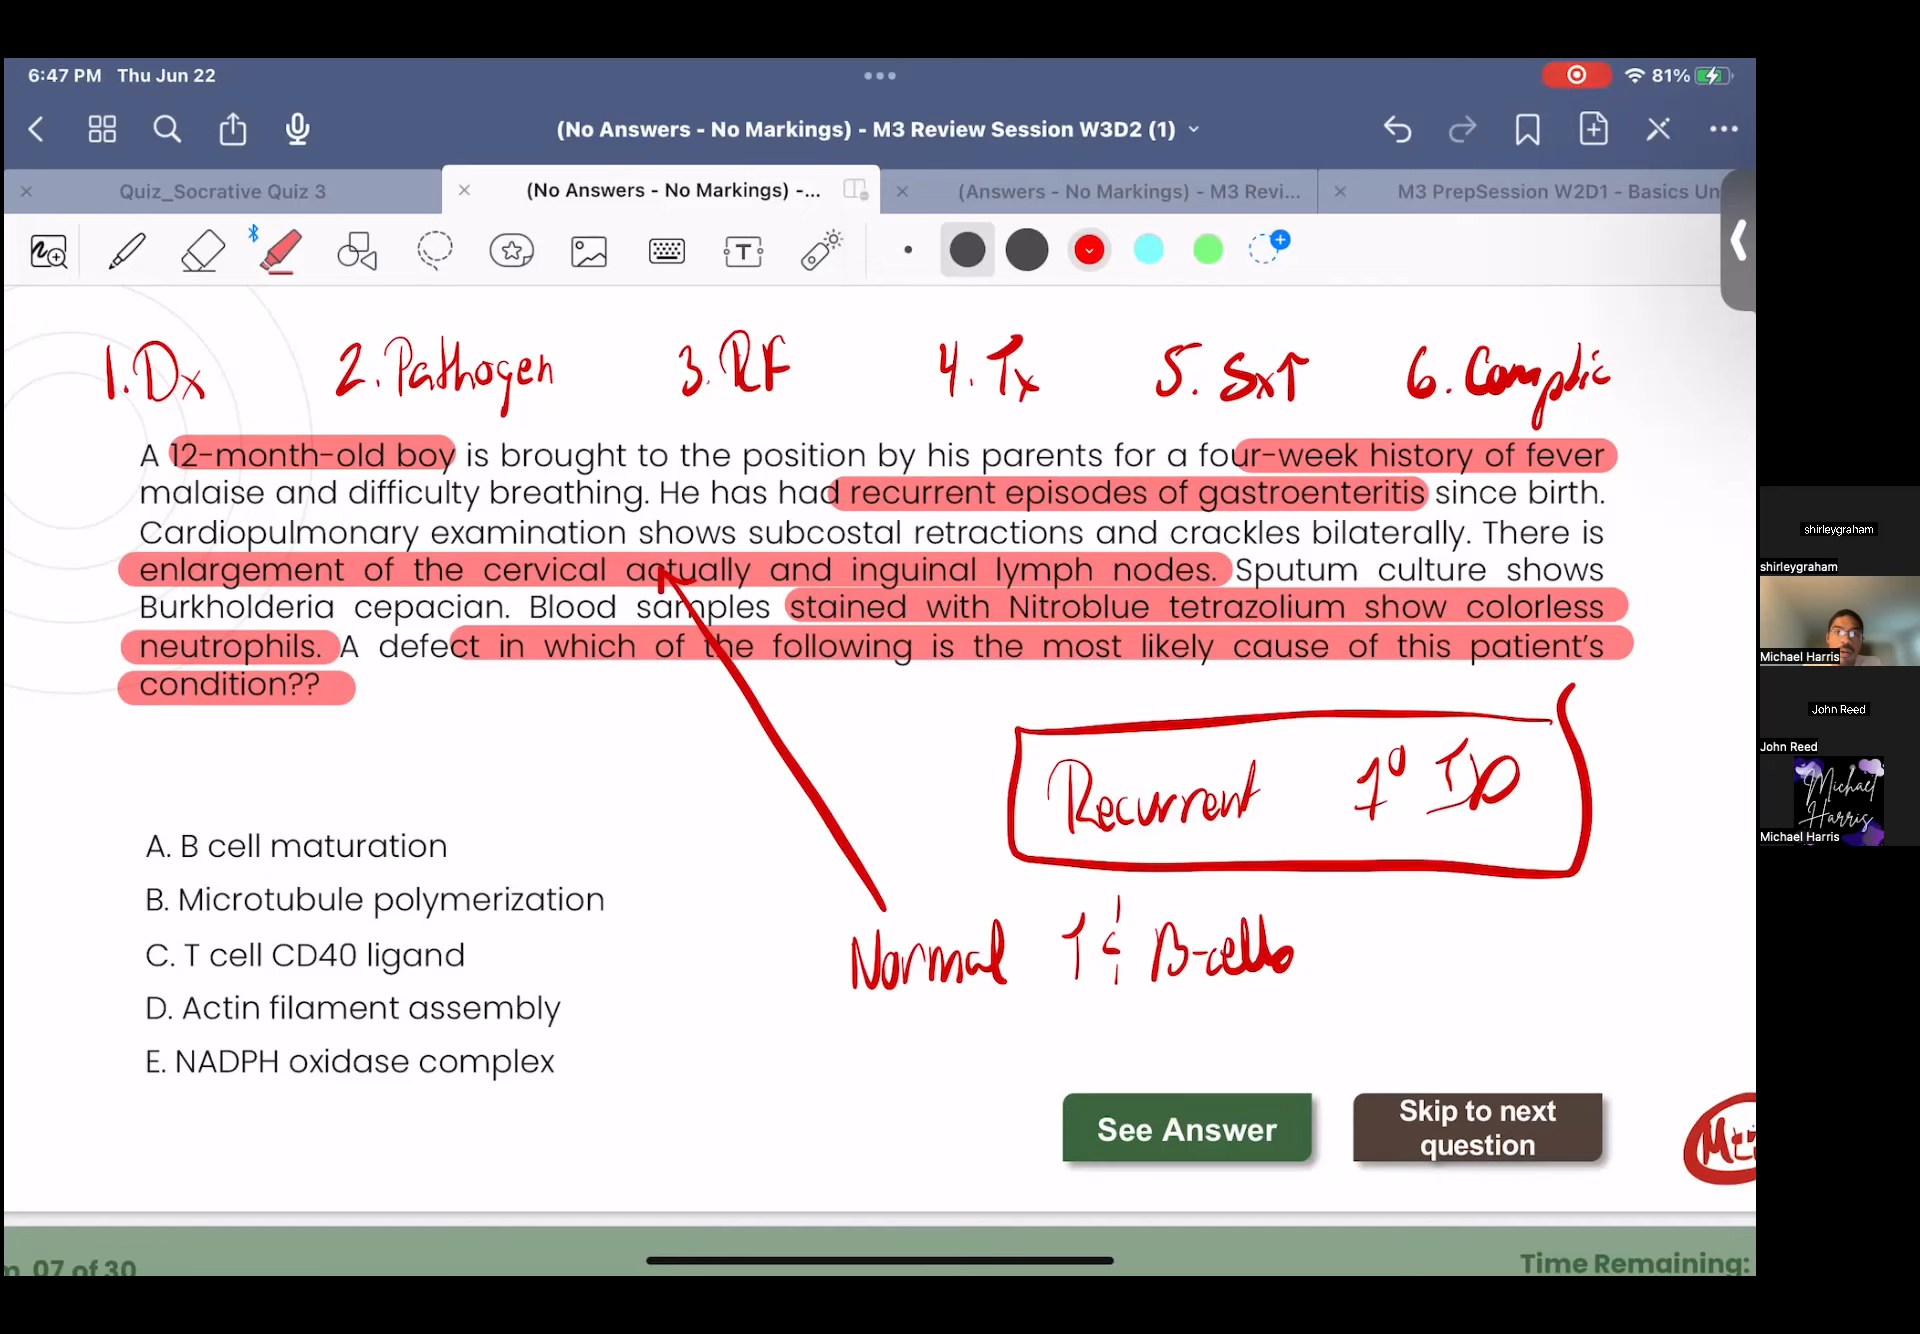 6:47 PM Thu Jun 22
81%
(No Answers - No Markings) - M3 Review Session W3D2 (1)
Quiz_Socrative Quiz 3
(No Answers - No Markings) -...
(Answers - No Markings) - M3 Revi...
M3 PrepSession W2D1 - Basics Un
T
1. Dx 2. Pathogen 3. RF 4. Tx 5. Sx↑ 6. Complic
A 12-month-old boy is brought to the position by his parents for a four-week history of fever
malaise and difficulty breathing. He has had recurrent episodes of gastroenteritis since birth.
Cardiopulmonary examination shows subcostal retractions and crackles bilaterally. There is
enlargement of the cervical actually and inguinal lymph nodes. Sputum culture shows
Burkholderia cepacian. Blood samples stained with Nitroblue tetrazolium show colorless
neutrophils. A defect in which of the following is the most likely cause of this patient's
condition??
Recurrent 1° ID
Normal T & B-cells
A. B cell maturation
B. Microtubule polymerization
C. T cell CD40 ligand
D. Actin filament assembly
E. NADPH oxidase complex
See Answer
Skip to next
question
07 of 30
Time Remaining:
shirleygraham
shirleygraham
Michael Harris
John Reed
John Reed
Michael
Harris
Michael Harris